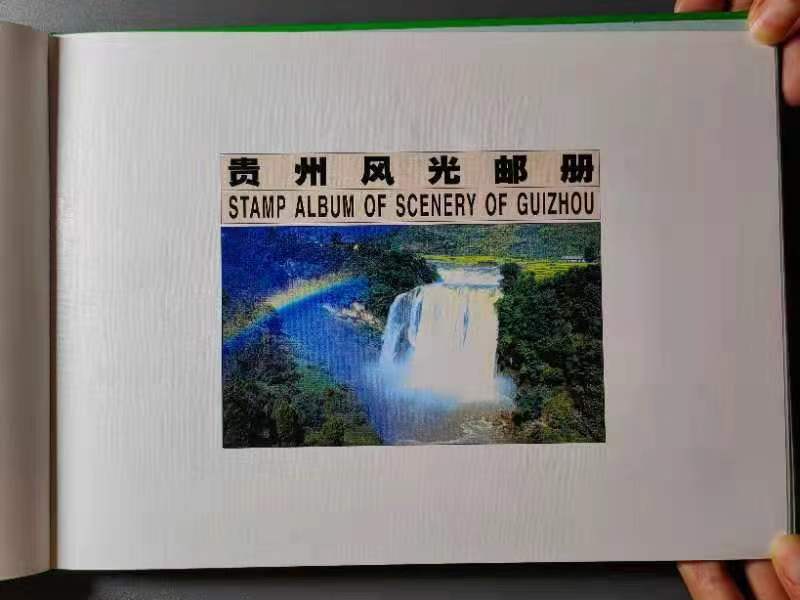 贵州风光邮册
STAMP ALBUM OF SCENERY OF GUIZHOU